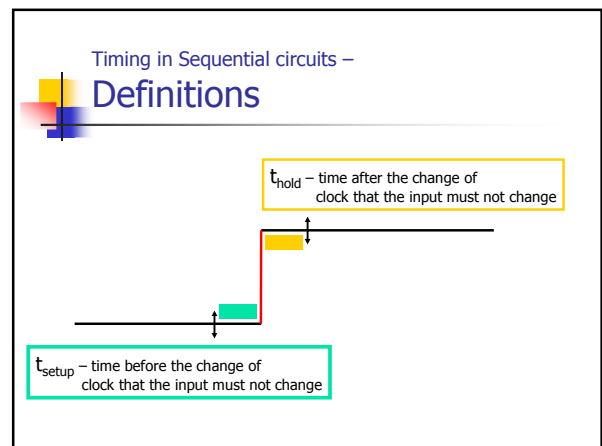 Timing in Sequential circuits –
Definitions
thold – time after the change of
clock that the input must not change
tsetup – time before the change of
clock that the input must not change